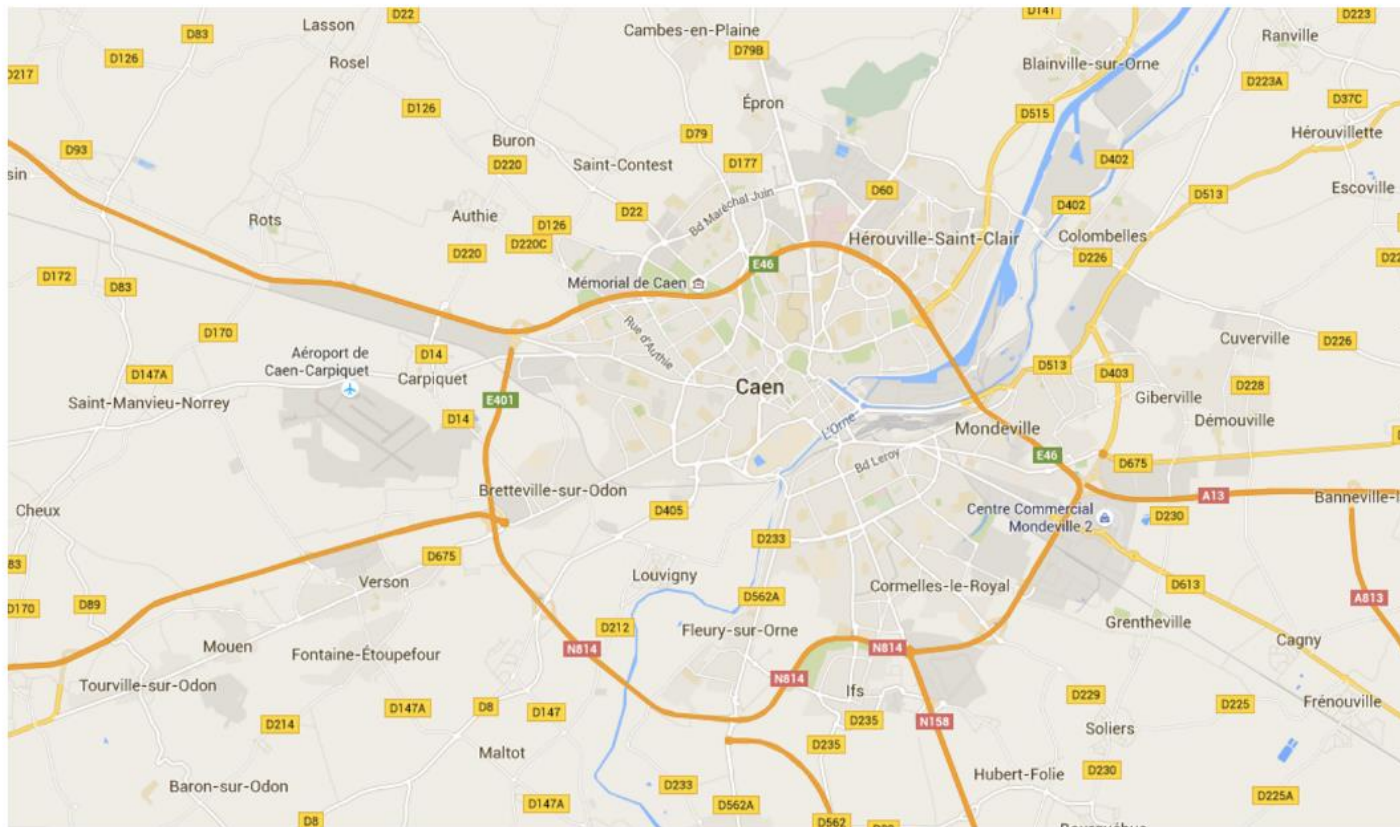 D22
D141
D223
Lasson
D83
Cambes-en-Plaine
Ranville
D126
D79B
Rosel
Blainville-sur-Orne
D217
D223A
Épron
D37C
D126
D515
D79
Hérouvillette
Buron
D93
D220
Saint-Contest
D177
D402
sin
D60
D513
Escoville
Bd Maréchal Juin
D402
Rots
Authie
D22
D126
Hérouville-Saint-Clair
Colombelles
D220C
D220
D226
E46
D172
D83
Mémorial de Caen
D170
Rue d'Authie
Cuverville
D226
Aéroport de
Caen-Carpiquet
D14
D147A
Carpiquet
D513
D403
Caen
D228
Giberville
Saint-Manvieu-Norrey
E401
D14
L'Orne
Mondeville
Démouville
Bd Leroy
E46
D675
Bretteville-sur-Odon
A13
Banneville-l
Cheux
D405
Centre Commercial
Mondeville 2
D230
D233
D675
Verson
Louvigny
Cormelles-le-Royal
D613
D170
D89
D562A
A813
Grentheville
D212
Fleury-sur-Orne
Mouen
Fontaine-Étoupefour
N814
N814
Cagny
N814
Tourville-sur-Odon
Ifs
D229
D225
Frénouville
D147A
D8
D147
D214
D235
N158
Soliers
D235
Maltot
D230
Hubert-Folie
Baron-sur-Odon
D233
D225A
D147A
D562A
D8
D562